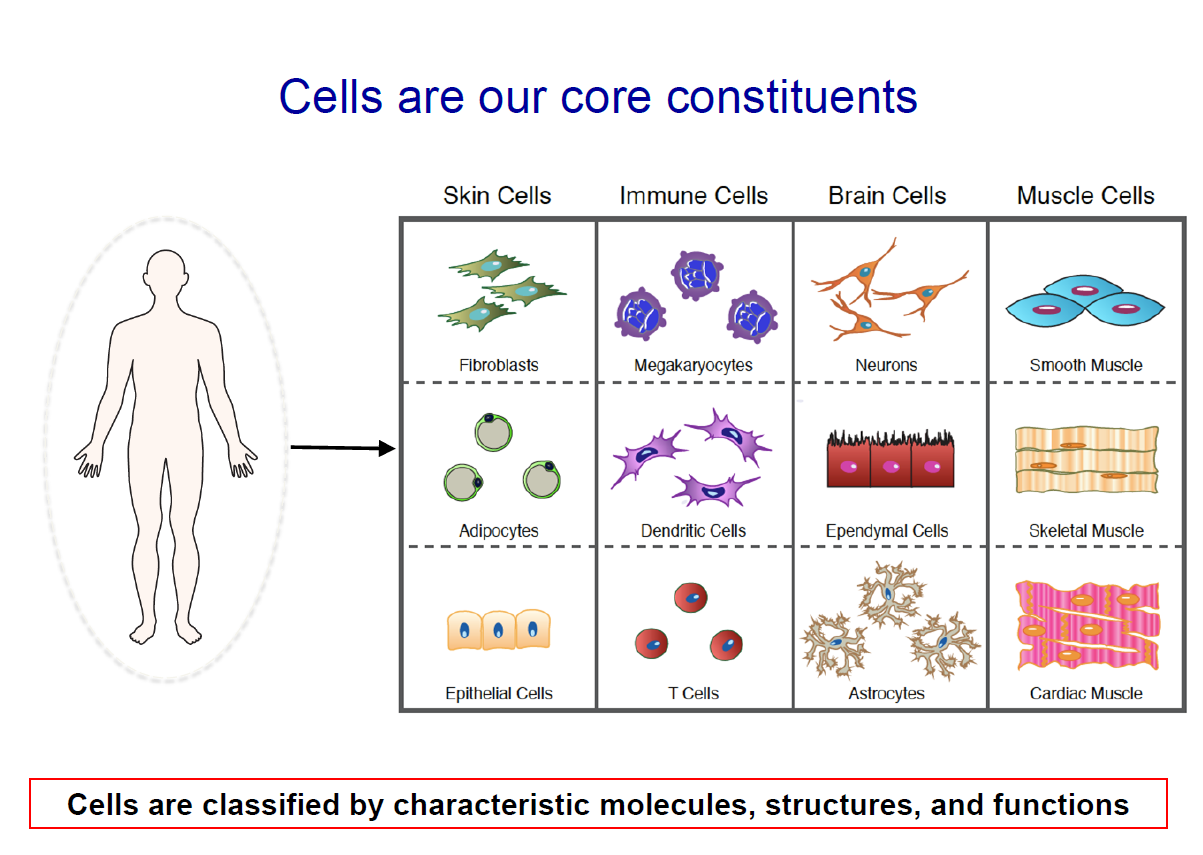 Cells are our core constituents
Skin Cells Immune Cells Brain Cells Muscle Cells
Fibroblasts Megakaryocytes Neurons Smooth Muscle
Adipocytes Dendritic Cells Ependymal Cells Skeletal Muscle
Epithelial Cells T Cells Astrocytes Cardiac Muscle
Cells are classified by characteristic molecules, structures, and functions